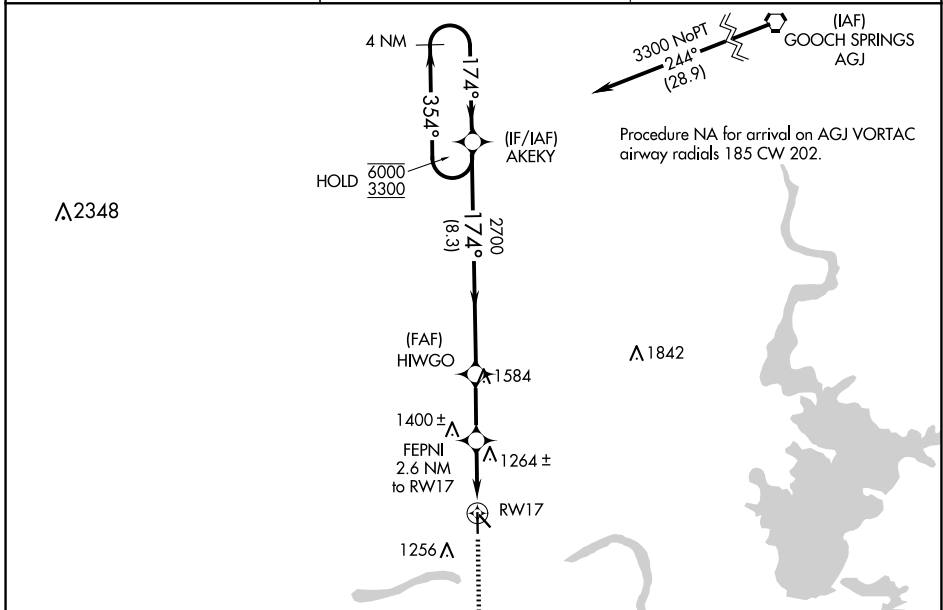 4 NM
174°
354°
(IF/IAF)
AKEKY
HOLD 6000
3300
3300 NoPT
244°
(28.9)
(IAF)
GOOCH SPRINGS
AGJ
Procedure NA for arrival on AGJ VORTAC
airway radials 185 CW 202.
2348
2700
174°
(8.3)
(FAF)
HIWGO
1584
1842
1400 ±
FEPNI
2.6 NM
to RW17
1264 ±
RW17
1256